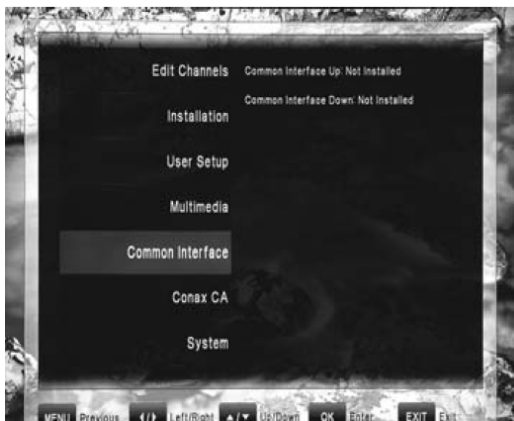 Edit Channels
Common Interface Up: Not Installed
Common Interface Down: Not Installed
Installation
User Setup
Multimedia
Common Interface
Conax CA
System
MENU Previous Left/Right Up/Down OK Enter EXIT Exit